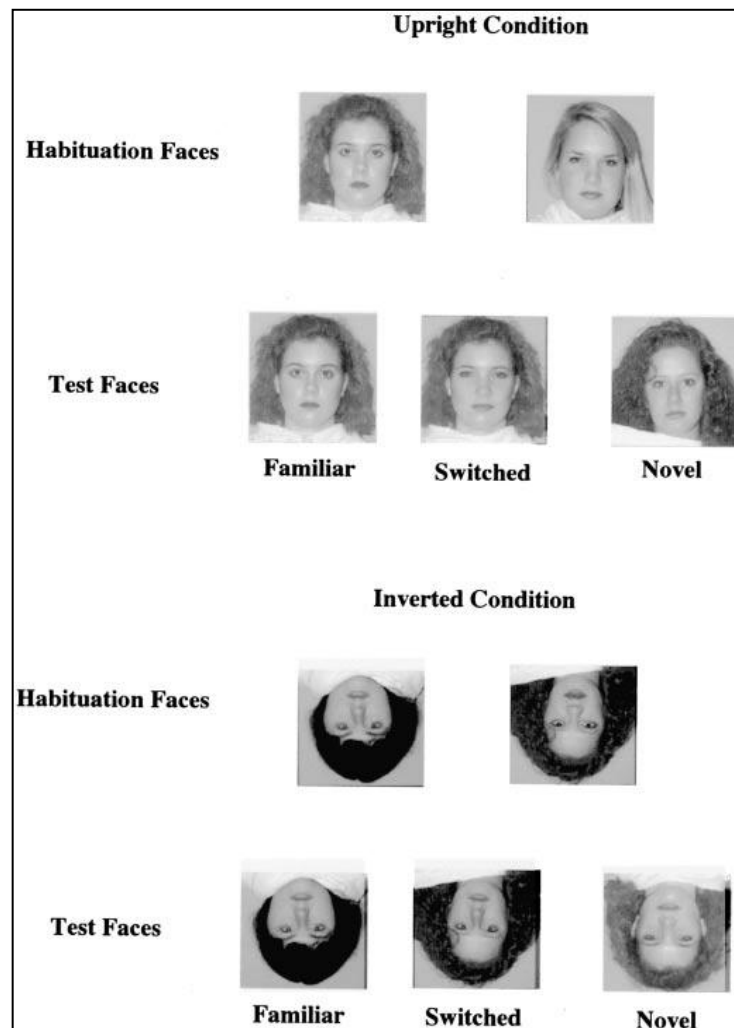 Upright Condition
Habituation Faces
Test Faces
Familiar Switched Novel
Inverted Condition
Habituation Faces
Test Faces
Familiar Switched Novel